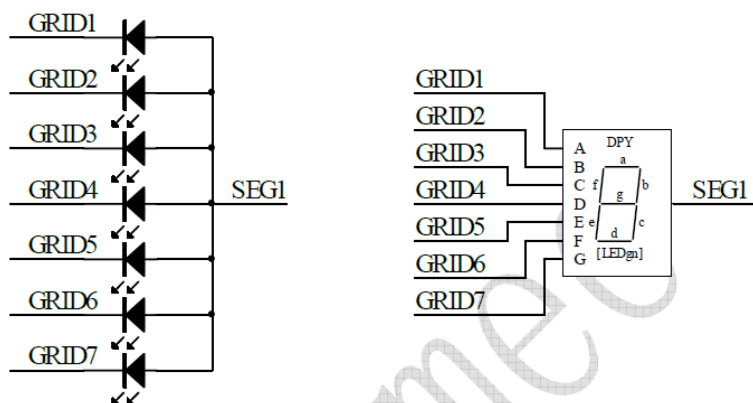 GRID1
GRID2
GRID3
GRID4
GRID5
GRID6
GRID7
SEG1
GRID1
GRID2
GRID3
GRID4
GRID5
GRID6
GRID7
A
B
C
D
E
F
G
DPY
a
f
b
g
e
c
d
[LEDgn]
SEG1